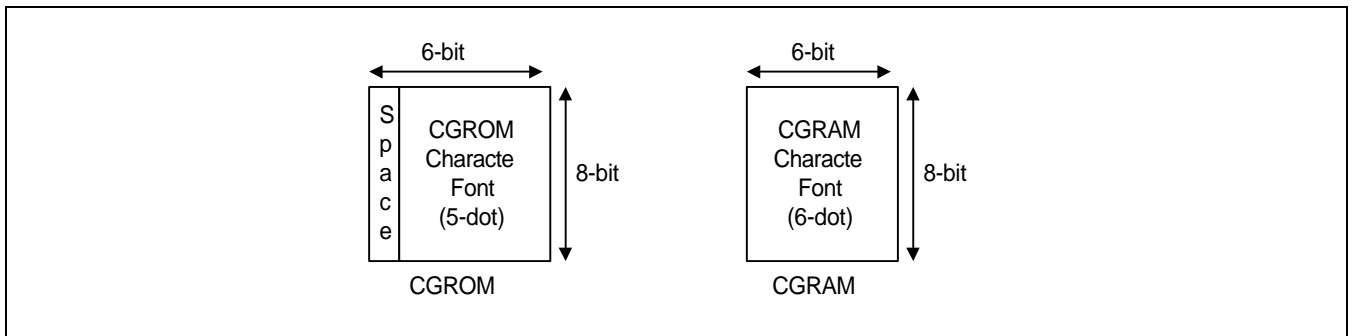 6-bit
Space
CGROM
Characte
Font
(5-dot)
8-bit
CGROM
6-bit
CGRAM
Characte
Font
(6-dot)
8-bit
CGRAM